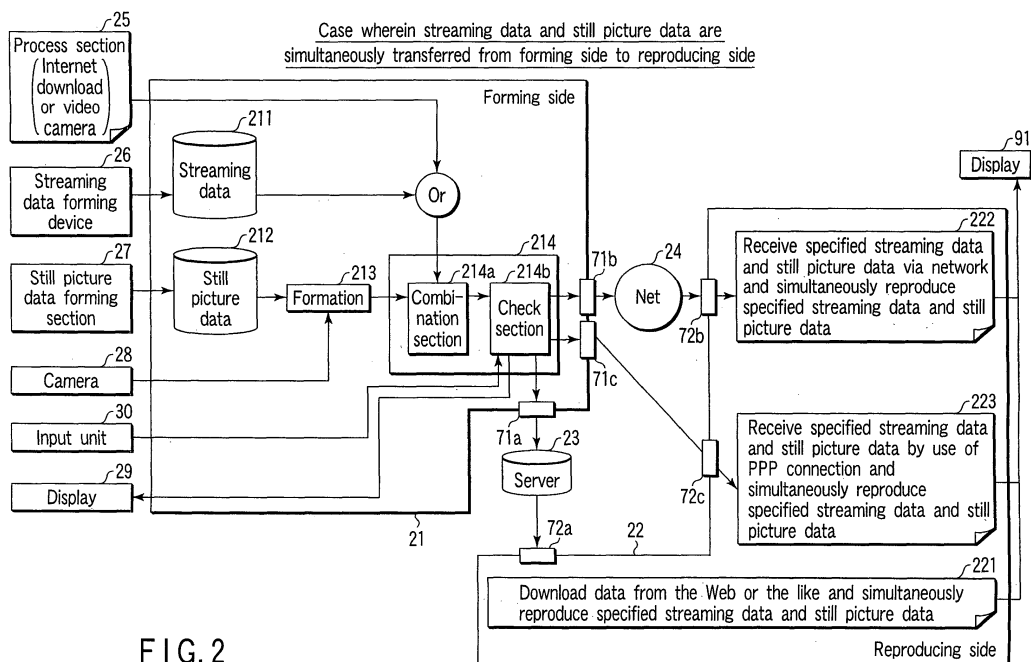 Case wherein streaming data and still picture data are
simultaneously transferred from forming side to reproducing side
25
Process section
(Internet
download
or video
camera)
26
Streaming
data forming
device
27
Still picture
data forming
section
28
Camera
30
Input unit
29
Display
Forming side
211
Streaming
data
Or
212
Still
picture
data
213
Formation
214
214a
Combi-
nation
section
214b
Check
section
71b
71c
71a
23
Server
21
24
Net
72b
72c
72a
22
91
Display
222
Receive specified streaming data
and still picture data via network
and simultaneously reproduce
specified streaming data and still
picture data
223
Receive specified streaming data
and still picture data by use of
PPP connection and
simultaneously reproduce
specified streaming data and still
picture data
221
Download data from the Web or the like and simultaneously
reproduce specified streaming data and still picture data
Reproducing side
FIG. 2